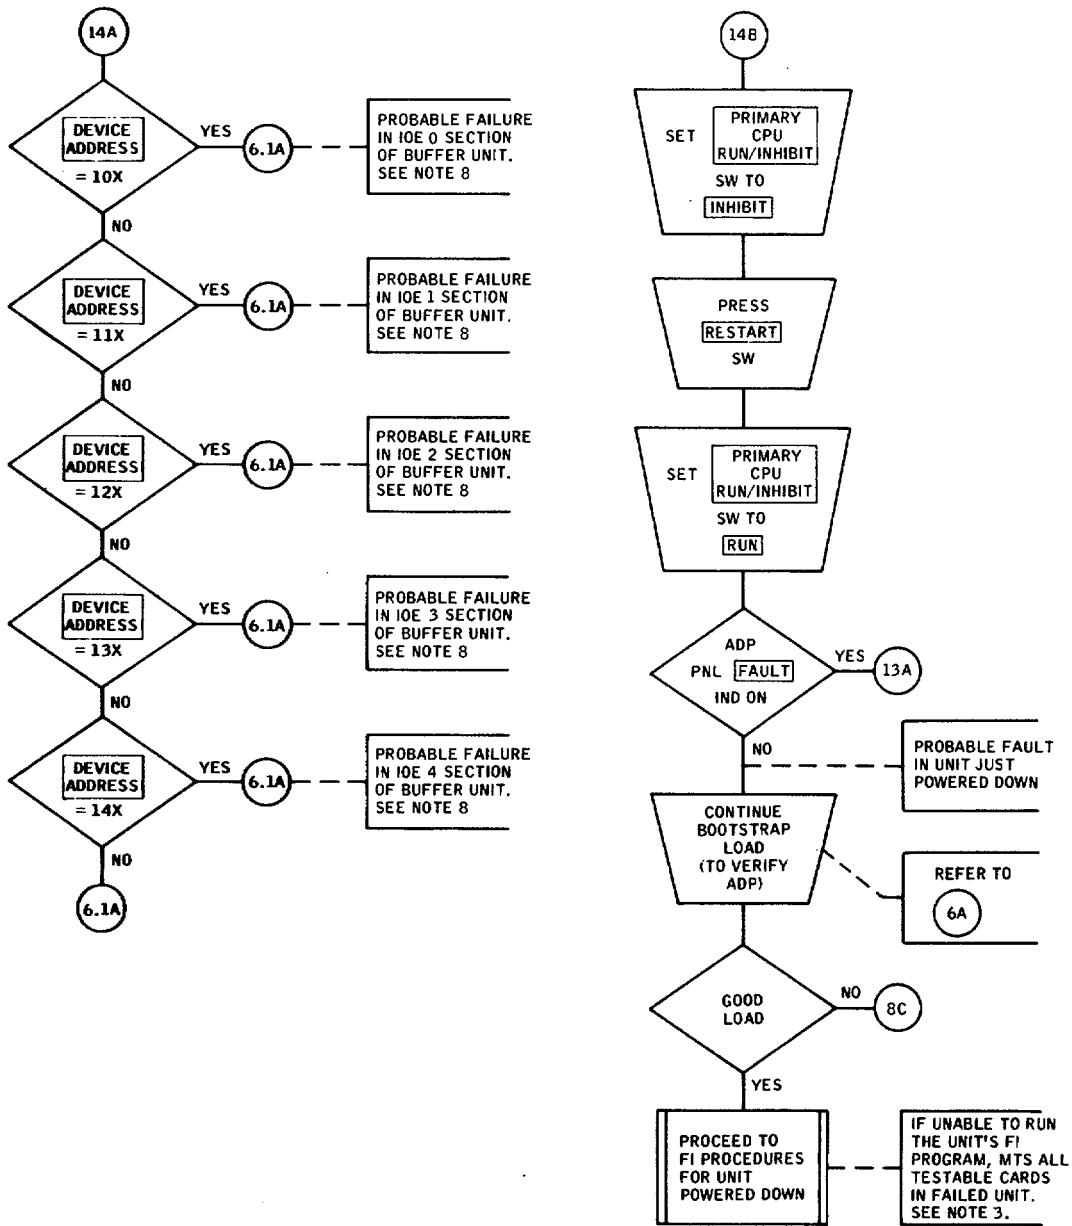 14A
DEVICE
ADDRESS
= 10X
YES
6.1A
PROBABLE FAILURE
IN IOE 0 SECTION
OF BUFFER UNIT.
SEE NOTE 8
NO
DEVICE
ADDRESS
= 11X
YES
6.1A
PROBABLE FAILURE
IN IOE 1 SECTION
OF BUFFER UNIT.
SEE NOTE 8
NO
DEVICE
ADDRESS
= 12X
YES
6.1A
PROBABLE FAILURE
IN IOE 2 SECTION
OF BUFFER UNIT.
SEE NOTE 8
NO
DEVICE
ADDRESS
= 13X
YES
6.1A
PROBABLE FAILURE
IN IOE 3 SECTION
OF BUFFER UNIT.
SEE NOTE 8
NO
DEVICE
ADDRESS
= 14X
YES
6.1A
PROBABLE FAILURE
IN IOE 4 SECTION
OF BUFFER UNIT.
SEE NOTE 8
NO
6.1A
14B
SET PRIMARY
CPU
RUN/INHIBIT
SW TO
INHIBIT
PRESS
RESTART
SW
SET PRIMARY
CPU
RUN/INHIBIT
SW TO
RUN
ADP
PNL FAULT
IND ON
YES
13A
NO
PROBABLE FAULT
IN UNIT JUST
POWERED DOWN
CONTINUE
BOOTSTRAP
LOAD
(TO VERIFY
ADP)
REFER TO
6A
GOOD
LOAD
NO
8C
YES
PROCEED TO
FI PROCEDURES
FOR UNIT
POWERED DOWN
IF UNABLE TO RUN
THE UNIT'S FI
PROGRAM, MTS ALL
TESTABLE CARDS
IN FAILED UNIT.
SEE NOTE 3.